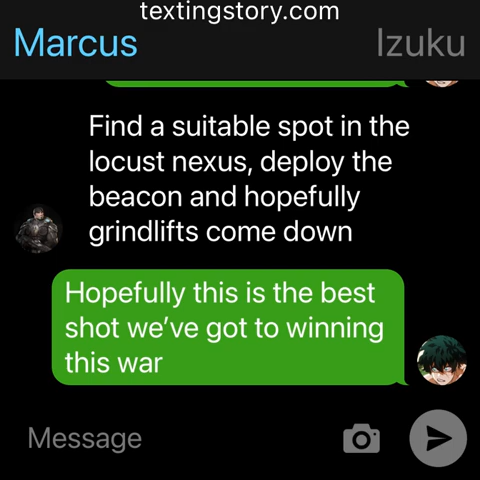 textingstory.com
Marcus
Izuku
Find a suitable spot in the
locust nexus, deploy the
beacon and hopefully
grindlifts come down
Hopefully this is the best
shot we’ve got to winning
this war
Message